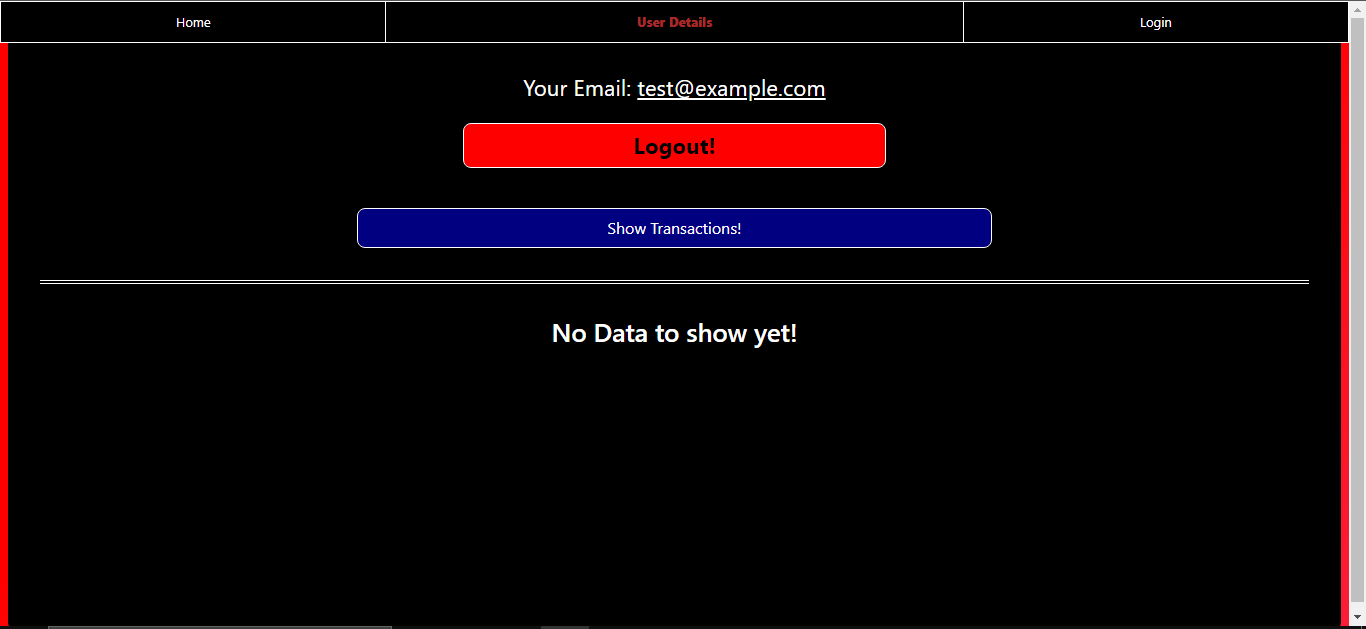 Home
User Details
Login
Your Email: test@example.com
Logout!
Show Transactions!
No Data to show yet!